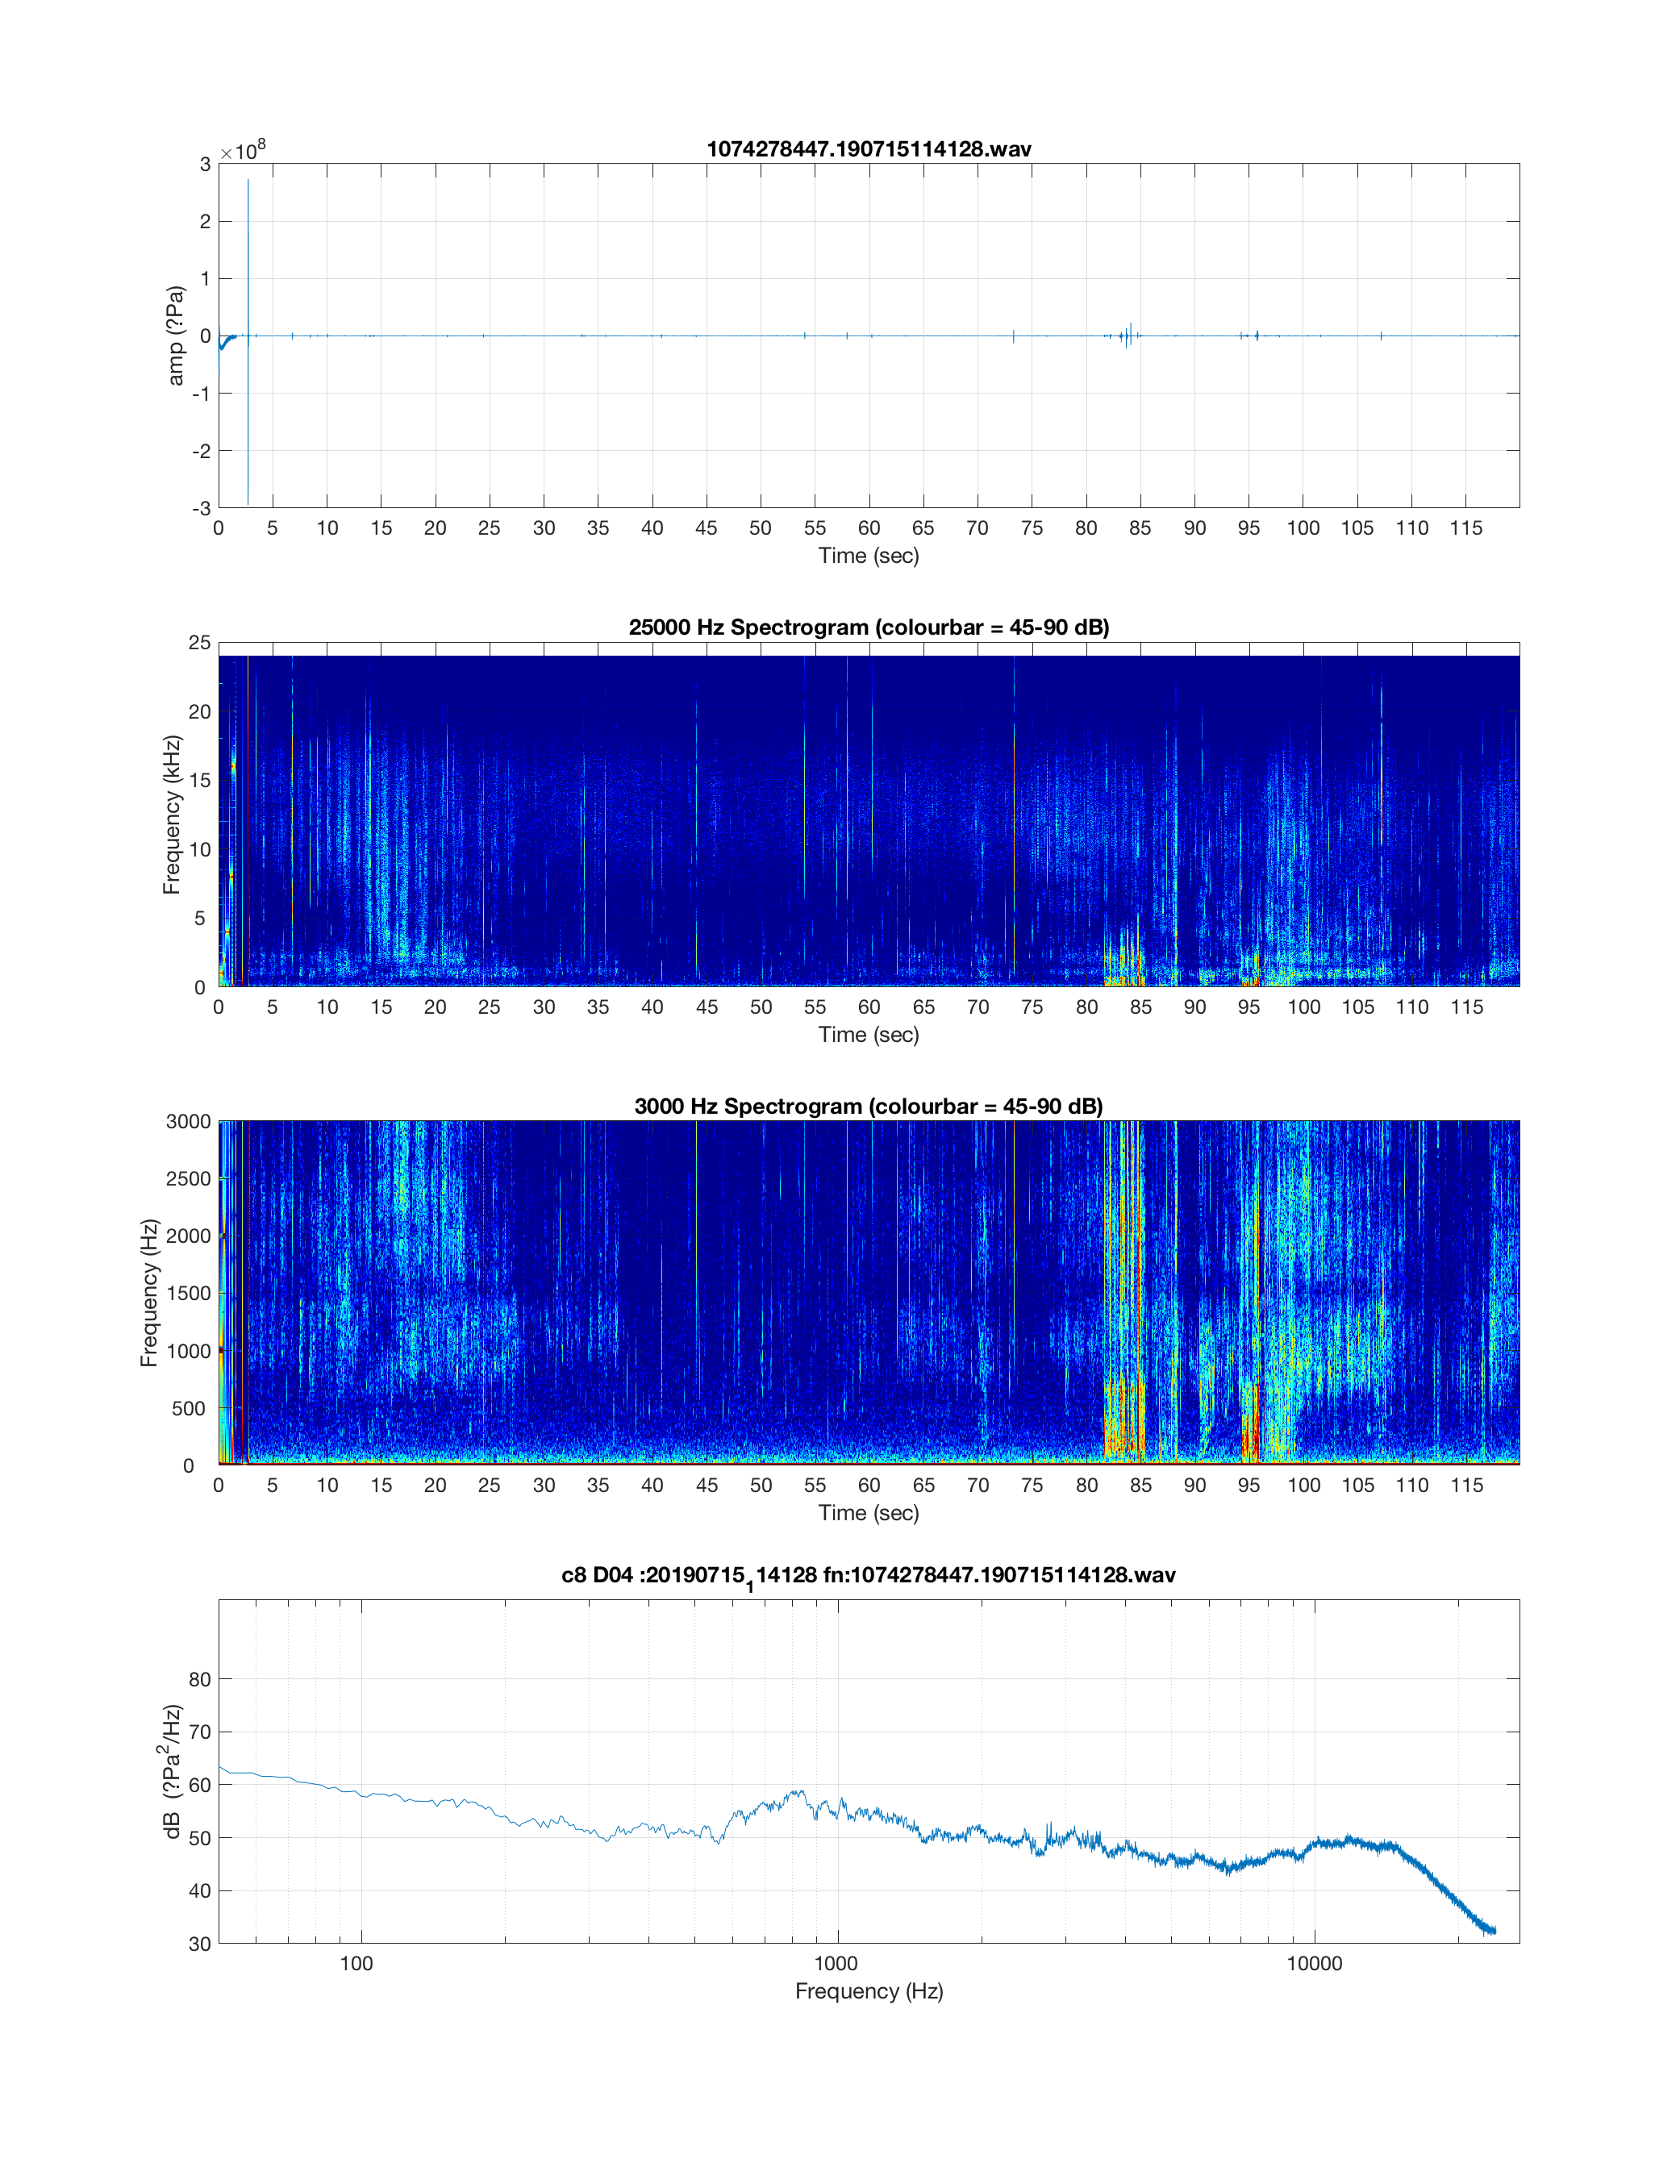 1074278447.190715114128.wav
×10^8
3
2
1
0
-1
-2
-3
amp (?Pa)
0 5 10 15 20 25 30 35 40 45 50 55 60 65 70 75 80 85 90 95 100 105 110 115
Time (sec)
25000 Hz Spectrogram (colourbar = 45-90 dB)
25
20
15
10
5
0
Frequency (kHz)
0 5 10 15 20 25 30 35 40 45 50 55 60 65 70 75 80 85 90 95 100 105 110 115
Time (sec)
3000 Hz Spectrogram (colourbar = 45-90 dB)
3000
2500
2000
1500
1000
500
0
Frequency (Hz)
0 5 10 15 20 25 30 35 40 45 50 55 60 65 70 75 80 85 90 95 100 105 110 115
Time (sec)
c8 D04 :20190715_114128 fn:1074278447.190715114128.wav
80
70
60
50
40
30
dB (?Pa^2/Hz)
100 1000 10000
Frequency (Hz)